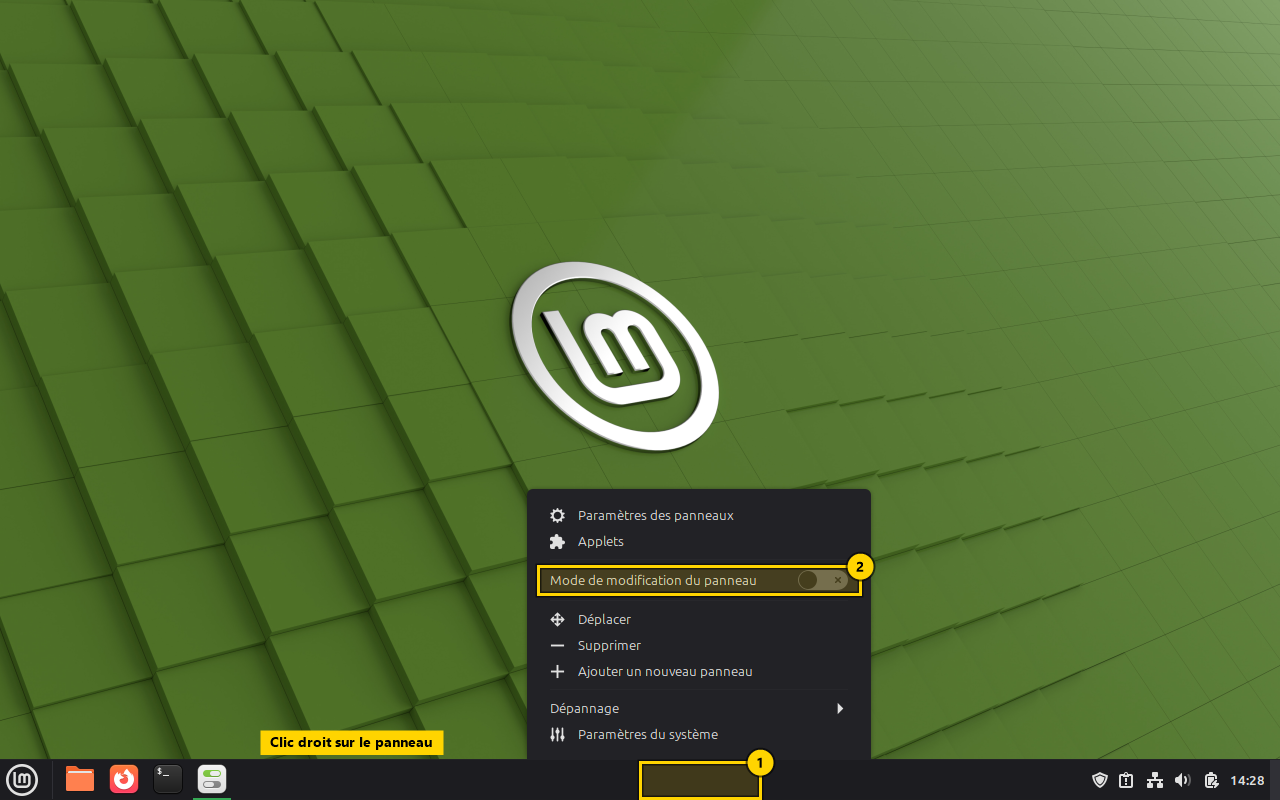 Paramètres des panneaux
Applets
Mode de modification du panneau
2
Déplacer
Supprimer
Ajouter un nouveau panneau
Dépannage
Paramètres du système
Clic droit sur le panneau
1
$_
14:28